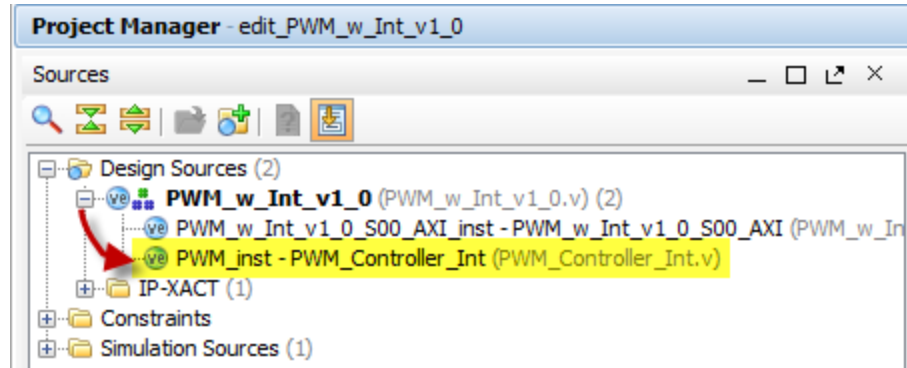 Project Manager - edit_PWM_w_Int_v1_0
Sources
Design Sources (2)
PWM_w_Int_v1_0 (PWM_w_Int_v1_0.v) (2)
PWM_w_Int_v1_0_S00_AXI_inst - PWM_w_Int_v1_0_S00_AXI (PWM_w_In
PWM_inst - PWM_Controller_Int (PWM_Controller_Int.v)
IP-XACT (1)
Constraints
Simulation Sources (1)